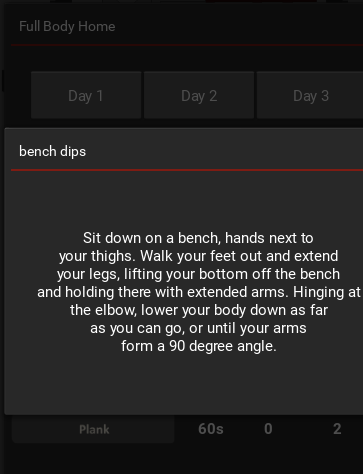 Full Body Home
Day 1 Day 2 Day 3
bench dips
Sit down on a bench, hands next to
your thighs. Walk your feet out and extend
your legs, lifting your bottom off the bench
and holding there with extended arms. Hinging at
the elbow, lower your body down as far
as you can go, or until your arms
form a 90 degree angle.
Plank 60s 0 2